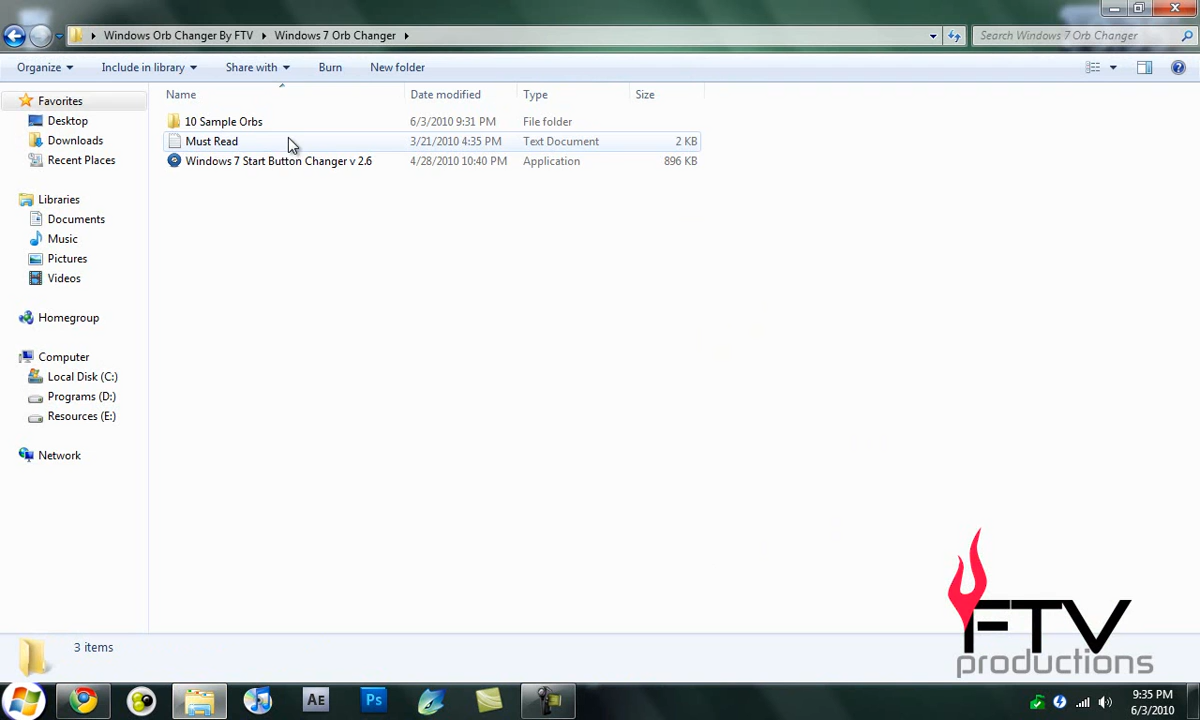 Windows Orb Changer By FTV Windows 7 Orb Changer Search Windows 7 Orb Changer
Organize Include in library Share with Burn New folder
Favorites
Desktop
Downloads
Recent Places
Libraries
Documents
Music
Pictures
Videos
Homegroup
Computer
Local Disk (C:)
Programs (D:)
Resources (E:)
Network
Name Date modified Type Size
10 Sample Orbs 6/3/2010 9:31 PM File folder
Must Read 3/21/2010 4:35 PM Text Document 2 KB
Windows 7 Start Button Changer v 2.6 4/28/2010 10:40 PM Application 896 KB
3 items
FTV
productions
AE
Ps
9:35 PM
6/3/2010